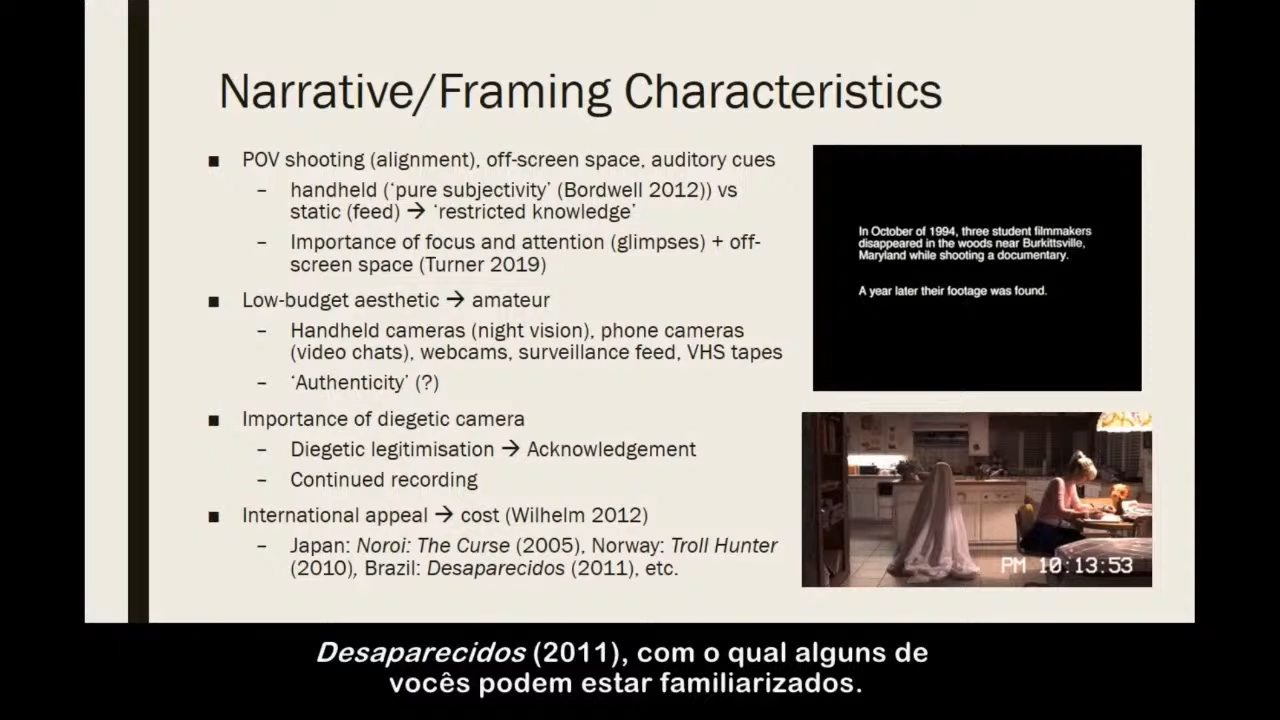 Narrative/Framing Characteristics
■ POV shooting (alignment), off-screen space, auditory cues
– handheld (‘pure subjectivity’ (Bordwell 2012)) vs
static (feed) → ‘restricted knowledge’
– Importance of focus and attention (glimpses) + off-
screen space (Turner 2019)
■ Low-budget aesthetic → amateur
– Handheld cameras (night vision), phone cameras
(video chats), webcams, surveillance feed, VHS tapes
– ‘Authenticity’ (?)
■ Importance of diegetic camera
– Diegetic legitimisation → Acknowledgement
– Continued recording
■ International appeal → cost (Wilhelm 2012)
– Japan: Noroi: The Curse (2005), Norway: Troll Hunter
(2010), Brazil: Desaparecidos (2011), etc.
In October of 1994, three student filmmakers
disappeared in the woods near Burkittsville,
Maryland while shooting a documentary.
A year later their footage was found.
PM 10:13:53
Desaparecidos (2011), com o qual alguns de
vocês podem estar familiarizados.